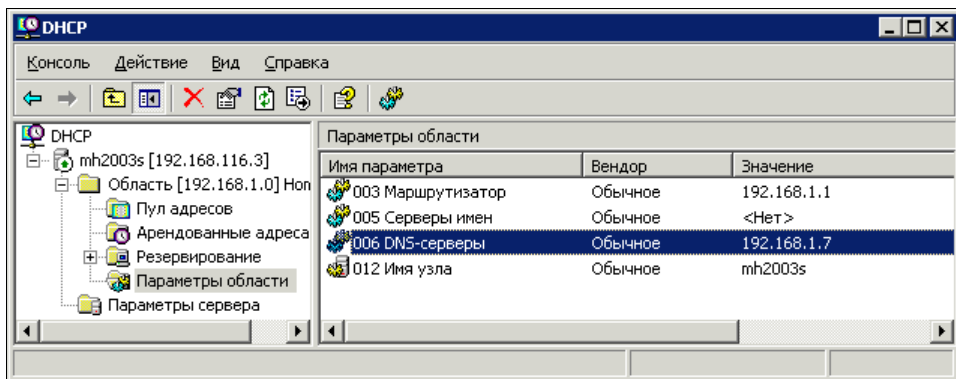 DHCP
Консоль Действие Вид Справка
DHCP
mh2003s [192.168.116.3]
Область [192.168.1.0] Hom
Пул адресов
Арендованные адреса
Резервирование
Параметры области
Параметры сервера
Параметры области
Имя параметра Вендор Значение
003 Маршрутизатор Обычное 192.168.1.1
005 Серверы имен Обычное <Нет>
006 DNS-серверы Обычное 192.168.1.7
012 Имя узла Обычное mh2003s